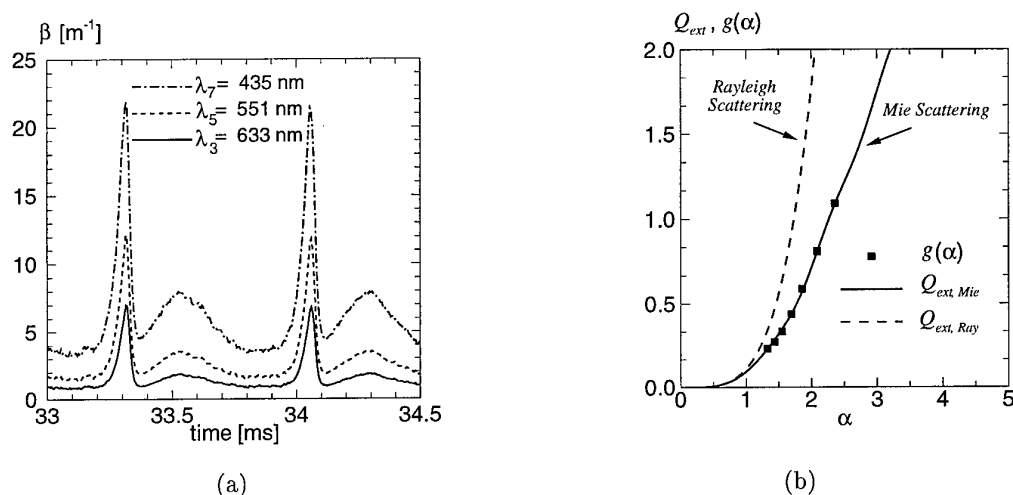 β [m⁻¹]
25
20
15
10
5
0
λ₇= 435 nm
λ₅= 551 nm
λ₃= 633 nm
33
33.5
34
34.5
time [ms]
(a)
Q_ext , g(α)
2.0
1.5
1.0
0.5
0.0
Rayleigh
Scattering
Mie Scattering
g(α)
Q_ext, Mie
Q_ext, Ray
0
1
2
3
4
5
α
(b)